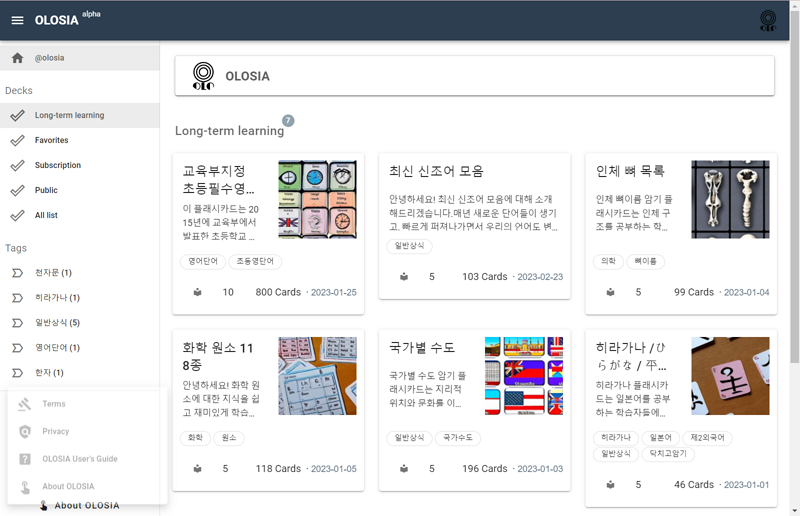 OLOSIA alpha
OLO
@olosia
Decks
Long-term learning
Favorites
Subscription
Public
All list
Tags
천자문 (1)
히라가나 (1)
일반상식 (5)
영어단어 (1)
한자 (1)
Terms
Privacy
OLOSIA User's Guide
About OLOSIA
About OLOSIA
OLO
OLOSIA
Long-term learning 7
교육부지정
초등필수영...
이 플래시카드는 20
15년에 교육부에서
발표한 초등학교 ...
영어단어 초등영단어
10 800 Cards · 2023-01-25
최신 신조어 모음
안녕하세요! 최신 신조어 모음에 대해 소개
해드리겠습니다.매년 새로운 단어들이 생기
고, 빠르게 퍼져나가면서 우리의 언어도 변...
일반상식
5 103 Cards · 2023-02-23
인체 뼈 목록
인체 뼈이름 암기 플
래시카드는 인체 구
조를 공부하는 학...
의학 뼈이름
5 99 Cards · 2023-01-04
화학 원소 11
8종
안녕하세요! 화학 원
소에 대한 지식을 쉽
고 재미있게 학습...
화학 원소
5 118 Cards · 2023-01-05
국가별 수도
국가별 수도 암기 플
래시카드는 지리적
위치와 문화를 이...
일반상식 국가수도
5 196 Cards · 2023-01-03
히라가나 / ひ
らがな / 平...
히라가나 플래시카
드는 일본어를 공부
하는 학습자들에...
히라가나 일본어 제2외국어
일반상식 닥치고암기
5 46 Cards · 2023-01-01